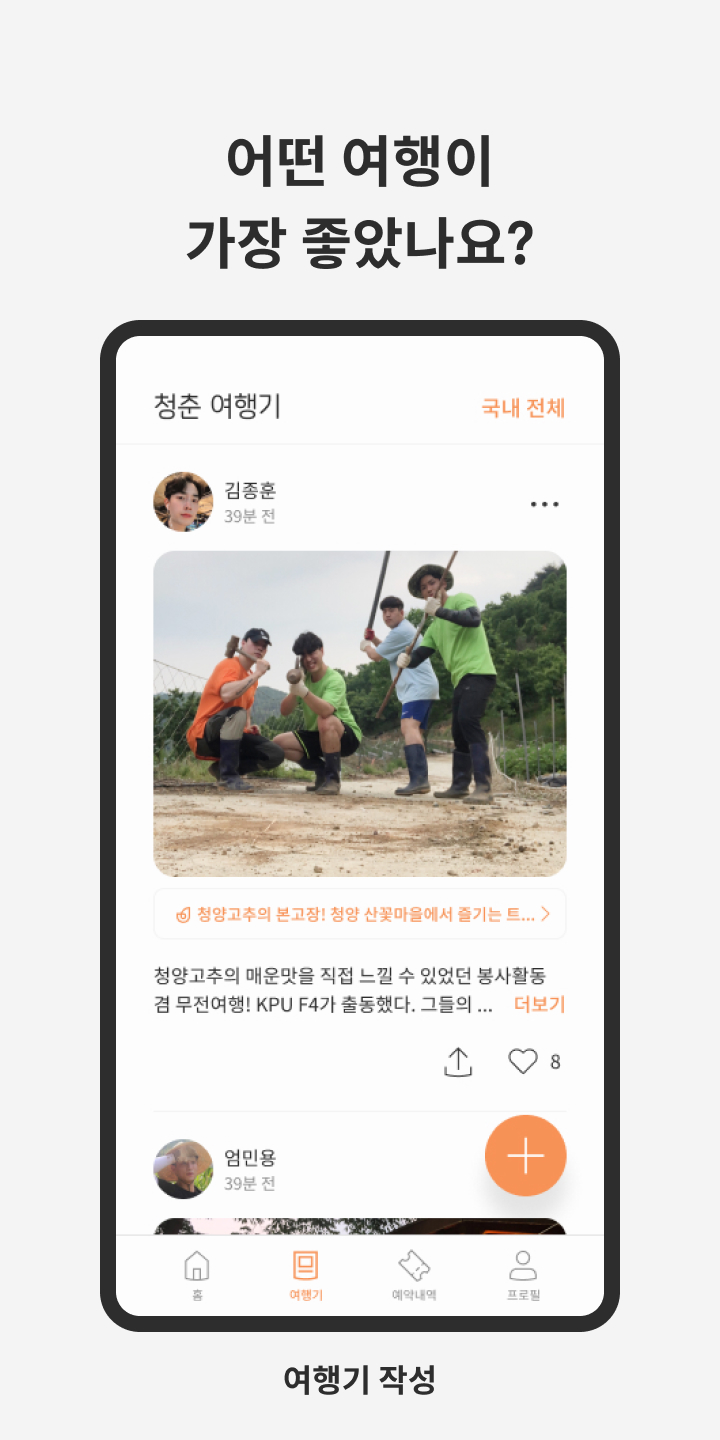 어떤 여행이
가장 좋았나요?
청춘 여행기
국내 전체
김종훈
39분 전
청양고추의 본고장! 청양 산꽃마을에서 즐기는 트...
청양고추의 매운맛을 직접 느낄 수 있었던 봉사활동
겸 무전여행! KPU F4가 출동했다. 그들의 ... 더보기
8
엄민용
39분 전
홈
여행기
예약내역
프로필
여행기 작성